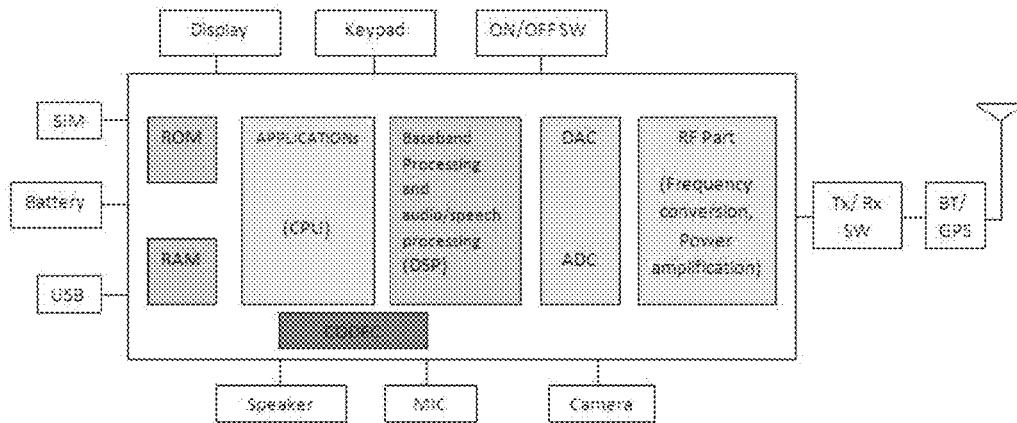 Display
Keypad
ON/OFF SW
SIM
Battery
USB
ROM
RAM
APPLICATIONs
(CPU)
Baseband
Processing
and
audio/speech
processing
(DSP)
DAC
ADC
RF Part
(Frequency
conversion,
Power
amplification)
Tx/ Rx
SW
BT/
GPS
Speaker
MIC
Camera